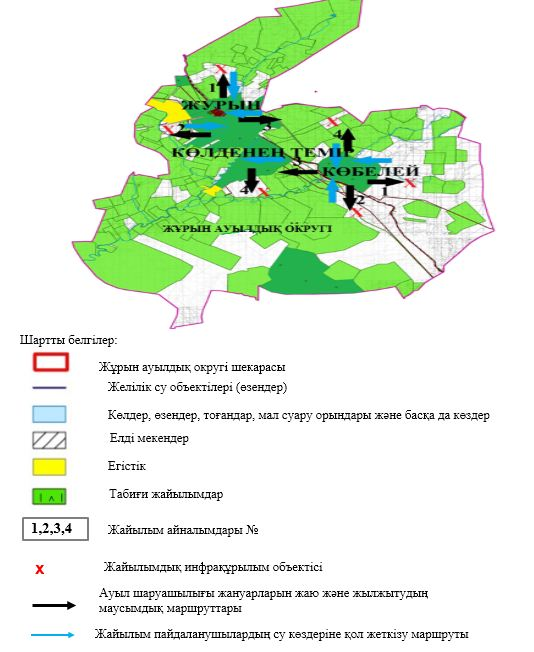 1
ЖҰРЫН
2
3
4
КӨЛДЕНЕҢ ТЕМІР
3
КӨБЕЛЕЙ
1
4
2
ЖҰРЫН АУЫЛДЫҚ ОКРУГІ
Шартты белгілер:
Жұрын ауылдық округі шекарасы
Желілік су объектілері (өзендер)
Көлдер, өзендер, тоғандар, мал суару орындары және басқа да көздер
Елді мекендер
Егістік
Табиғи жайылымдар
1,2,3,4 Жайылым айналымдары №
х Жайылымдық инфрақұрылым объектісі
Ауыл шаруашылығы жануарларын жаю және жылжытудың
маусымдық маршруттары
Жайылым пайдаланушылардың су көздеріне қол жеткізу маршруты